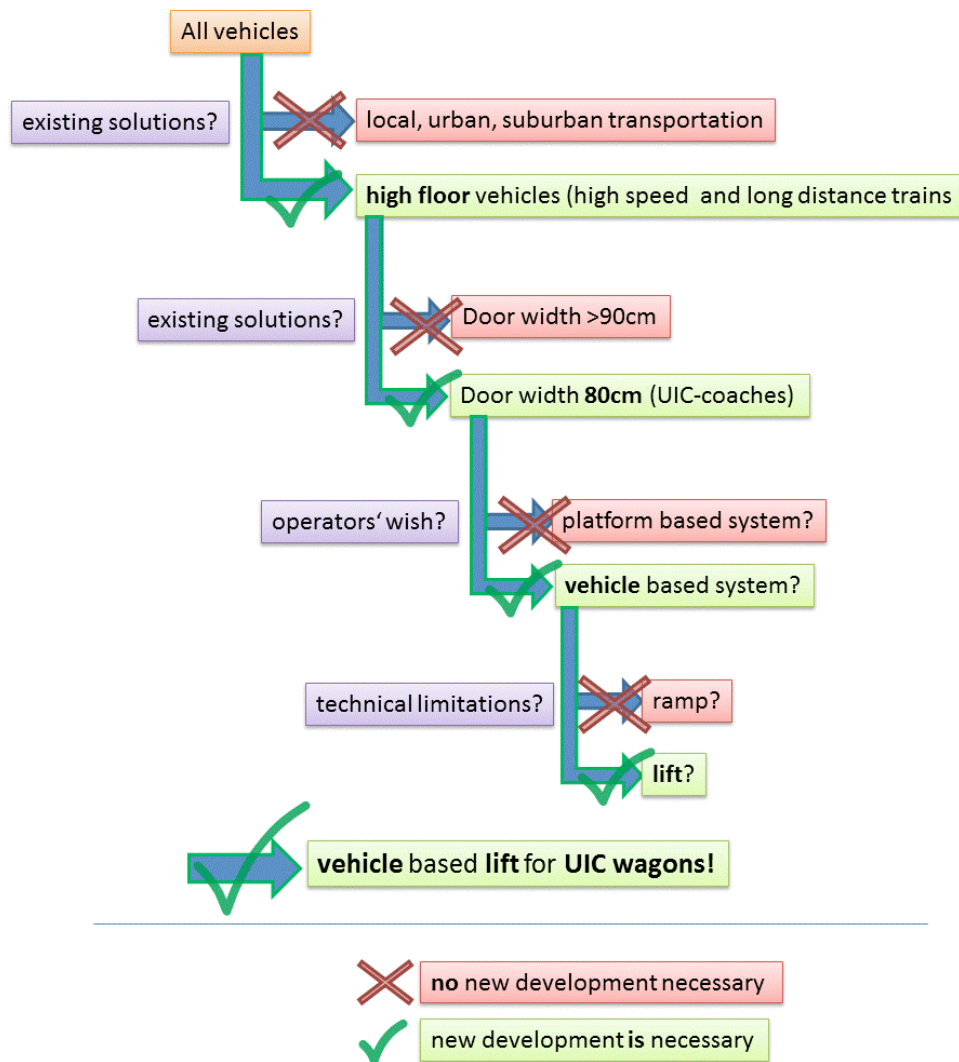 All vehicles
existing solutions?
local, urban, suburban transportation
high floor vehicles (high speed and long distance trains
existing solutions?
Door width >90cm
Door width 80cm (UIC-coaches)
operators‘ wish?
platform based system?
vehicle based system?
technical limitations?
ramp?
lift?
vehicle based lift for UIC wagons!
no new development necessary
new development is necessary